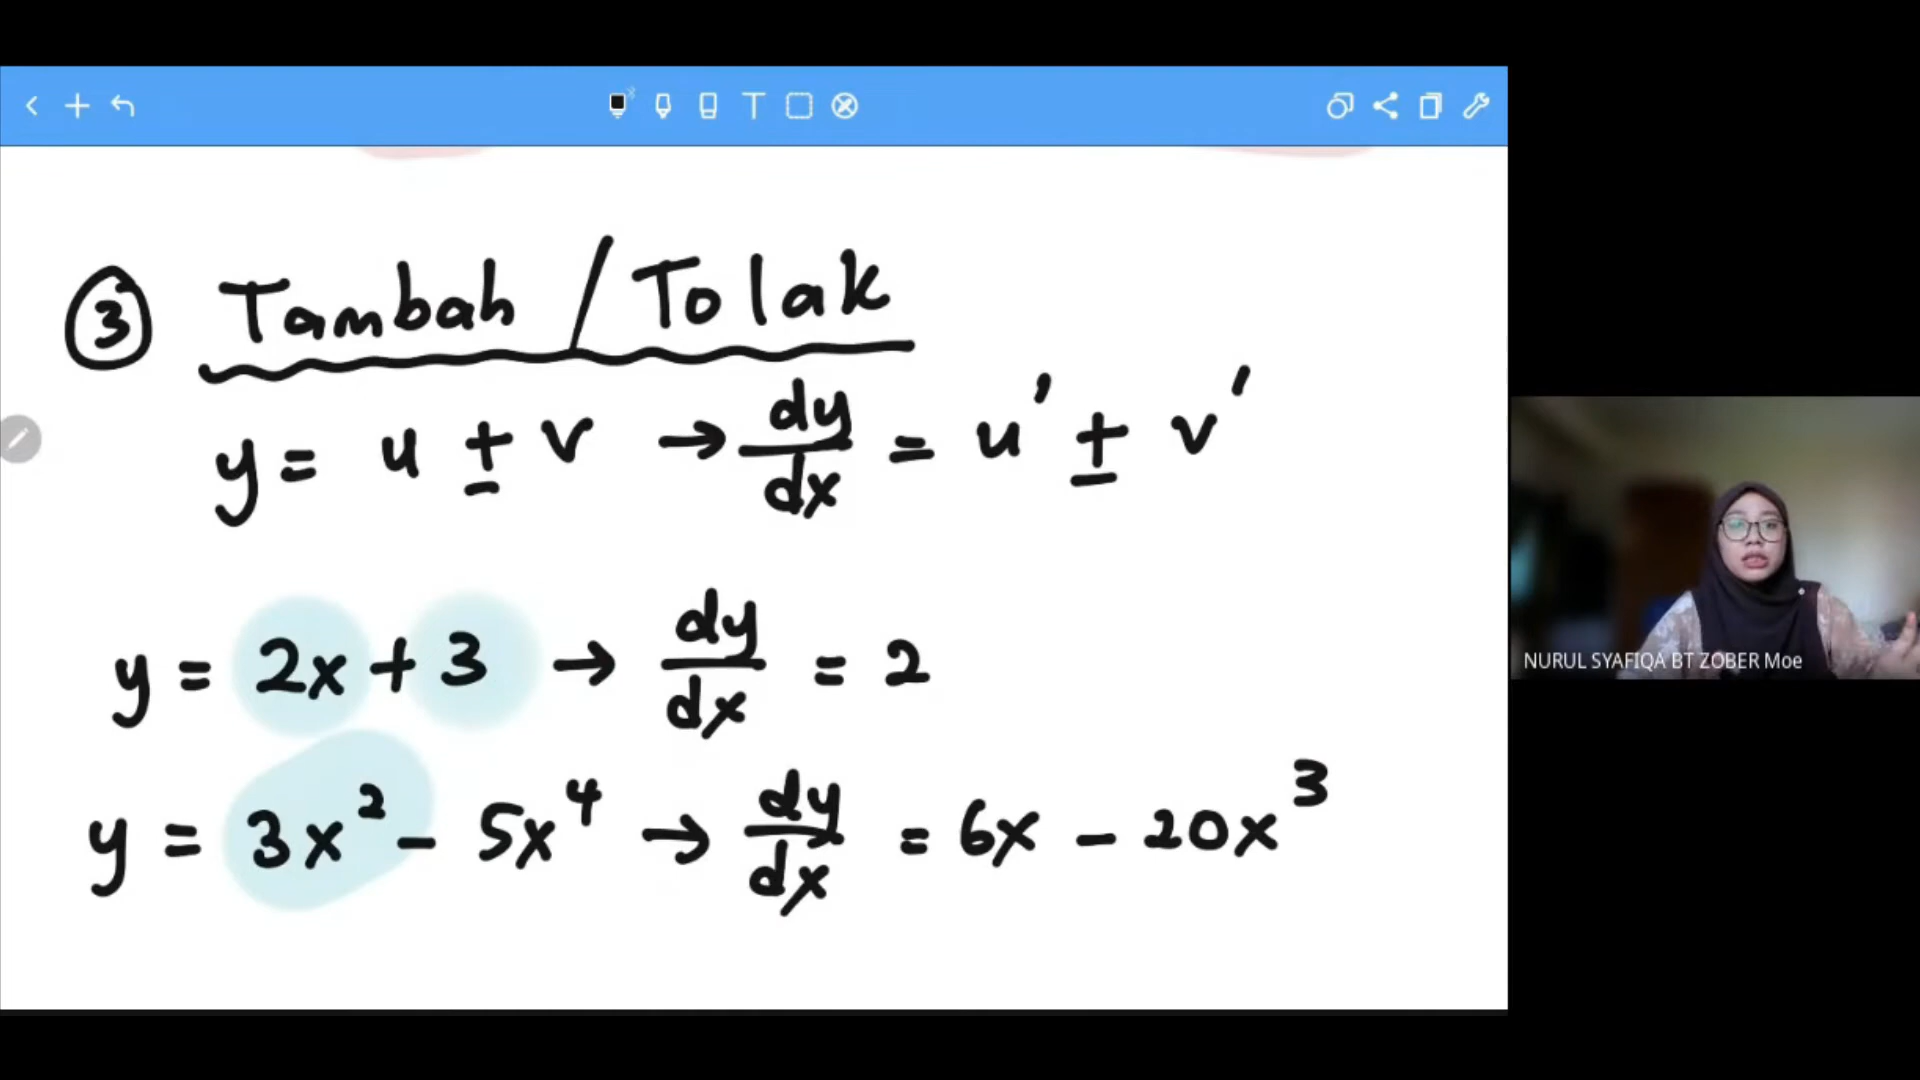 ③ Tambah / Tolak
y = u ± v → dy/dx = u' ± v'
y = 2x + 3 → dy/dx = 2
y = 3x² - 5x⁴ → dy/dx = 6x - 20x³
NURUL SYAFIQA BT ZOBER Moe